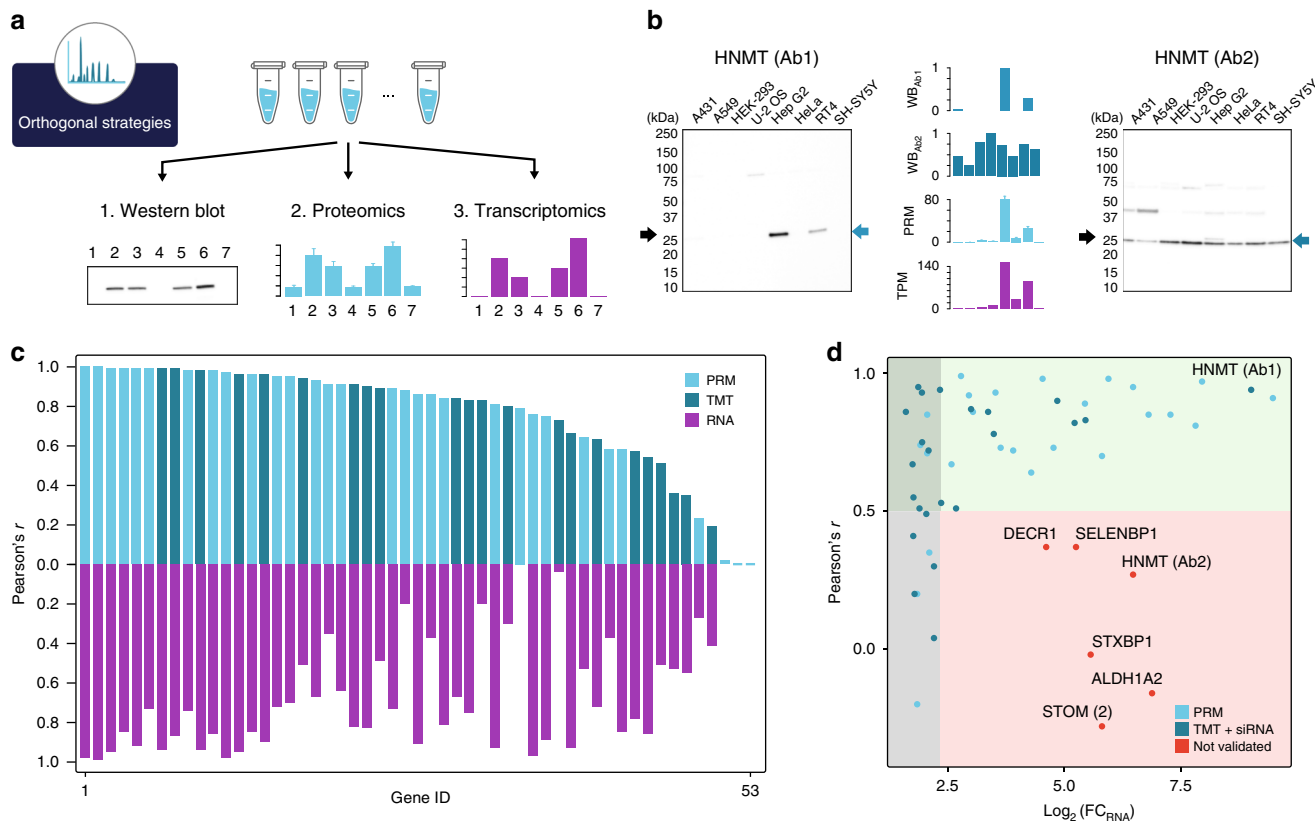 a
Orthogonal strategies
...
1. Western blot
2. Proteomics
3. Transcriptomics
1 2 3 4 5 6 7
1 2 3 4 5 6 7
1 2 3 4 5 6 7
b
HNMT (Ab1)
(kDa)
A431
A549
HEK-293
U-2 OS
Hep G2
HeLa
RT4
SH-SY5Y
250
150
100
75
50
37
25
20
15
10
WBAb1
1
0
WBAb2
1
0
PRM
80
0
TPM
140
0
HNMT (Ab2)
(kDa)
A431
A549
HEK-293
U-2 OS
Hep G2
HeLa
RT4
SH-SY5Y
250
150
100
75
50
37
25
20
15
10
c
Pearson's r
1.0
0.8
0.6
0.4
0.2
0.0
0.2
0.4
0.6
0.8
1.0
PRM
TMT
RNA
1
53
Gene ID
d
Pearson's r
1.0
0.5
0.0
HNMT (Ab1)
DECR1
SELENBP1
HNMT (Ab2)
STXBP1
ALDH1A2
STOM (2)
PRM
TMT + siRNA
Not validated
2.5
5.0
7.5
Log2 (FCRNA)